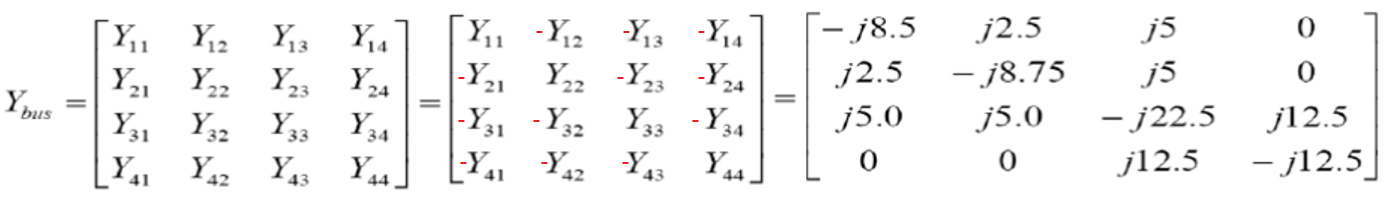 Y11 Y12 Y13 Y14 Y11 -Y12 -Y13 -Y14 -j8.5 j2.5 j5 0
Y21 Y22 Y23 Y24 -Y21 Y22 -Y23 -Y24 j2.5 -j8.75 j5 0
Ybus = = =
Y31 Y32 Y33 Y34 -Y31 -Y32 Y33 -Y34 j5.0 j5.0 -j22.5 j12.5
Y41 Y42 Y43 Y44 -Y41 -Y42 -Y43 Y44 0 0 j12.5 -j12.5